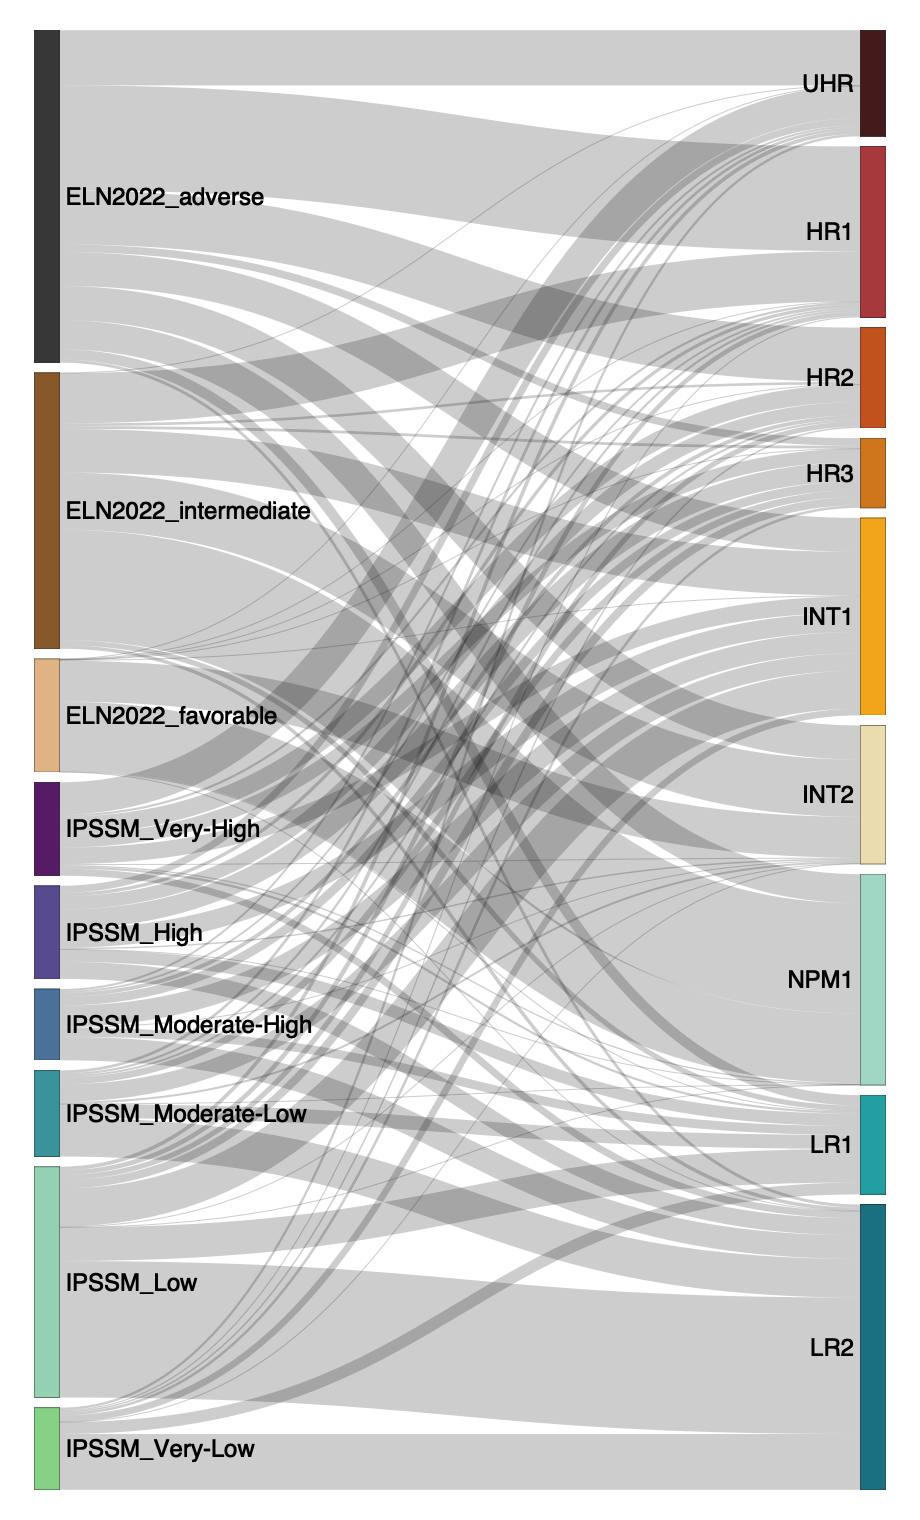 ELN2022_adverse
ELN2022_intermediate
ELN2022_favorable
IPSSM_Very-High
IPSSM_High
IPSSM_Moderate-High
IPSSM_Moderate-Low
IPSSM_Low
IPSSM_Very-Low
UHR
HR1
HR2
HR3
INT1
INT2
NPM1
LR1
LR2